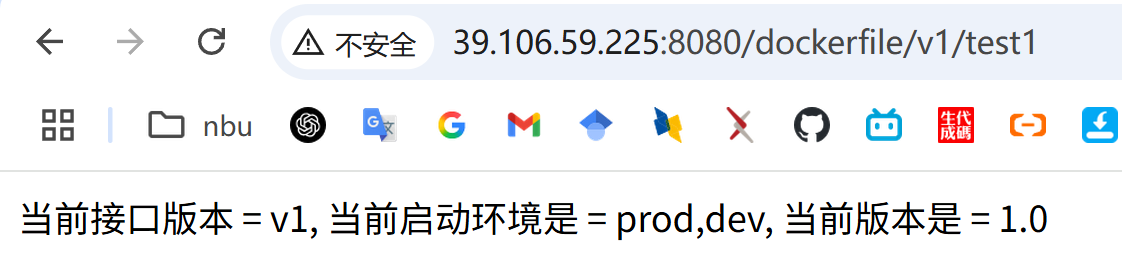 不安全 39.106.59.225:8080/dockerfile/v1/test1
nbu G 文 G 生代 成碼
当前接口版本 = v1, 当前启动环境是 = prod,dev, 当前版本是 = 1.0